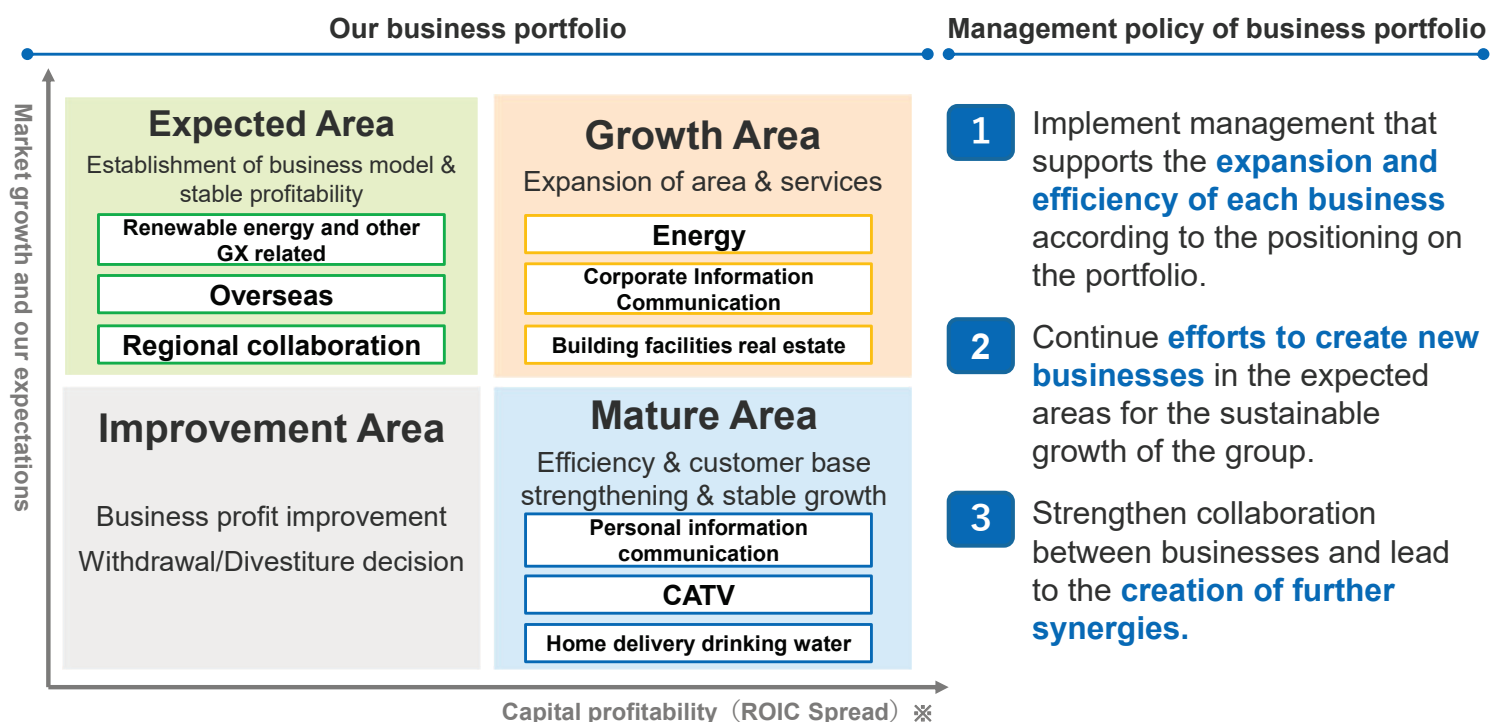 Our business portfolio
Management policy of business portfolio
Market growth and our expectations
Expected Area
Establishment of business model &
stable profitability
Renewable energy and other
GX related
Overseas
Regional collaboration
Growth Area
Expansion of area & services
Energy
Corporate Information
Communication
Building facilities real estate
Improvement Area
Business profit improvement
Withdrawal/Divestiture decision
Mature Area
Efficiency & customer base
strengthening & stable growth
Personal information
communication
CATV
Home delivery drinking water
Capital profitability（ROIC Spread）※
1
Implement management that
supports the expansion and
efficiency of each business
according to the positioning on
the portfolio.
2
Continue efforts to create new
businesses in the expected
areas for the sustainable
growth of the group.
3
Strengthen collaboration
between businesses and lead
to the creation of further
synergies.